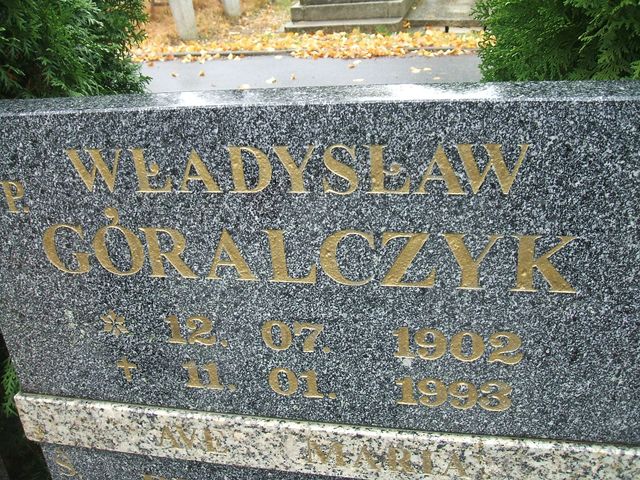 WŁADYSŁAW
P.
GÓRALCZYK
* 12. 07. 1902
† 11. 01. 1993
AVE MARIA
S.